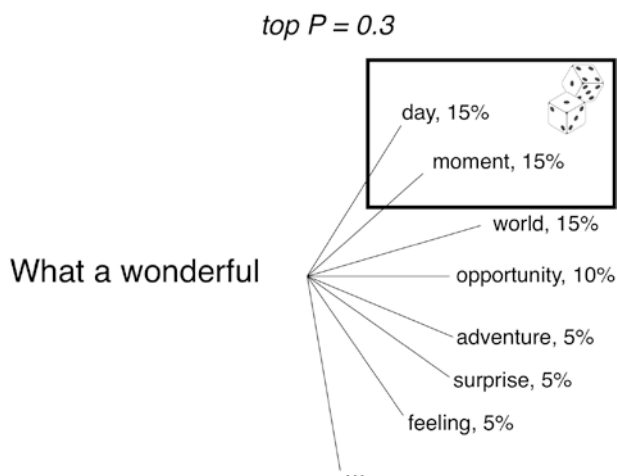 top P = 0.3
day, 15%
moment, 15%
world, 15%
What a wonderful
opportunity, 10%
adventure, 5%
surprise, 5%
feeling, 5%
...